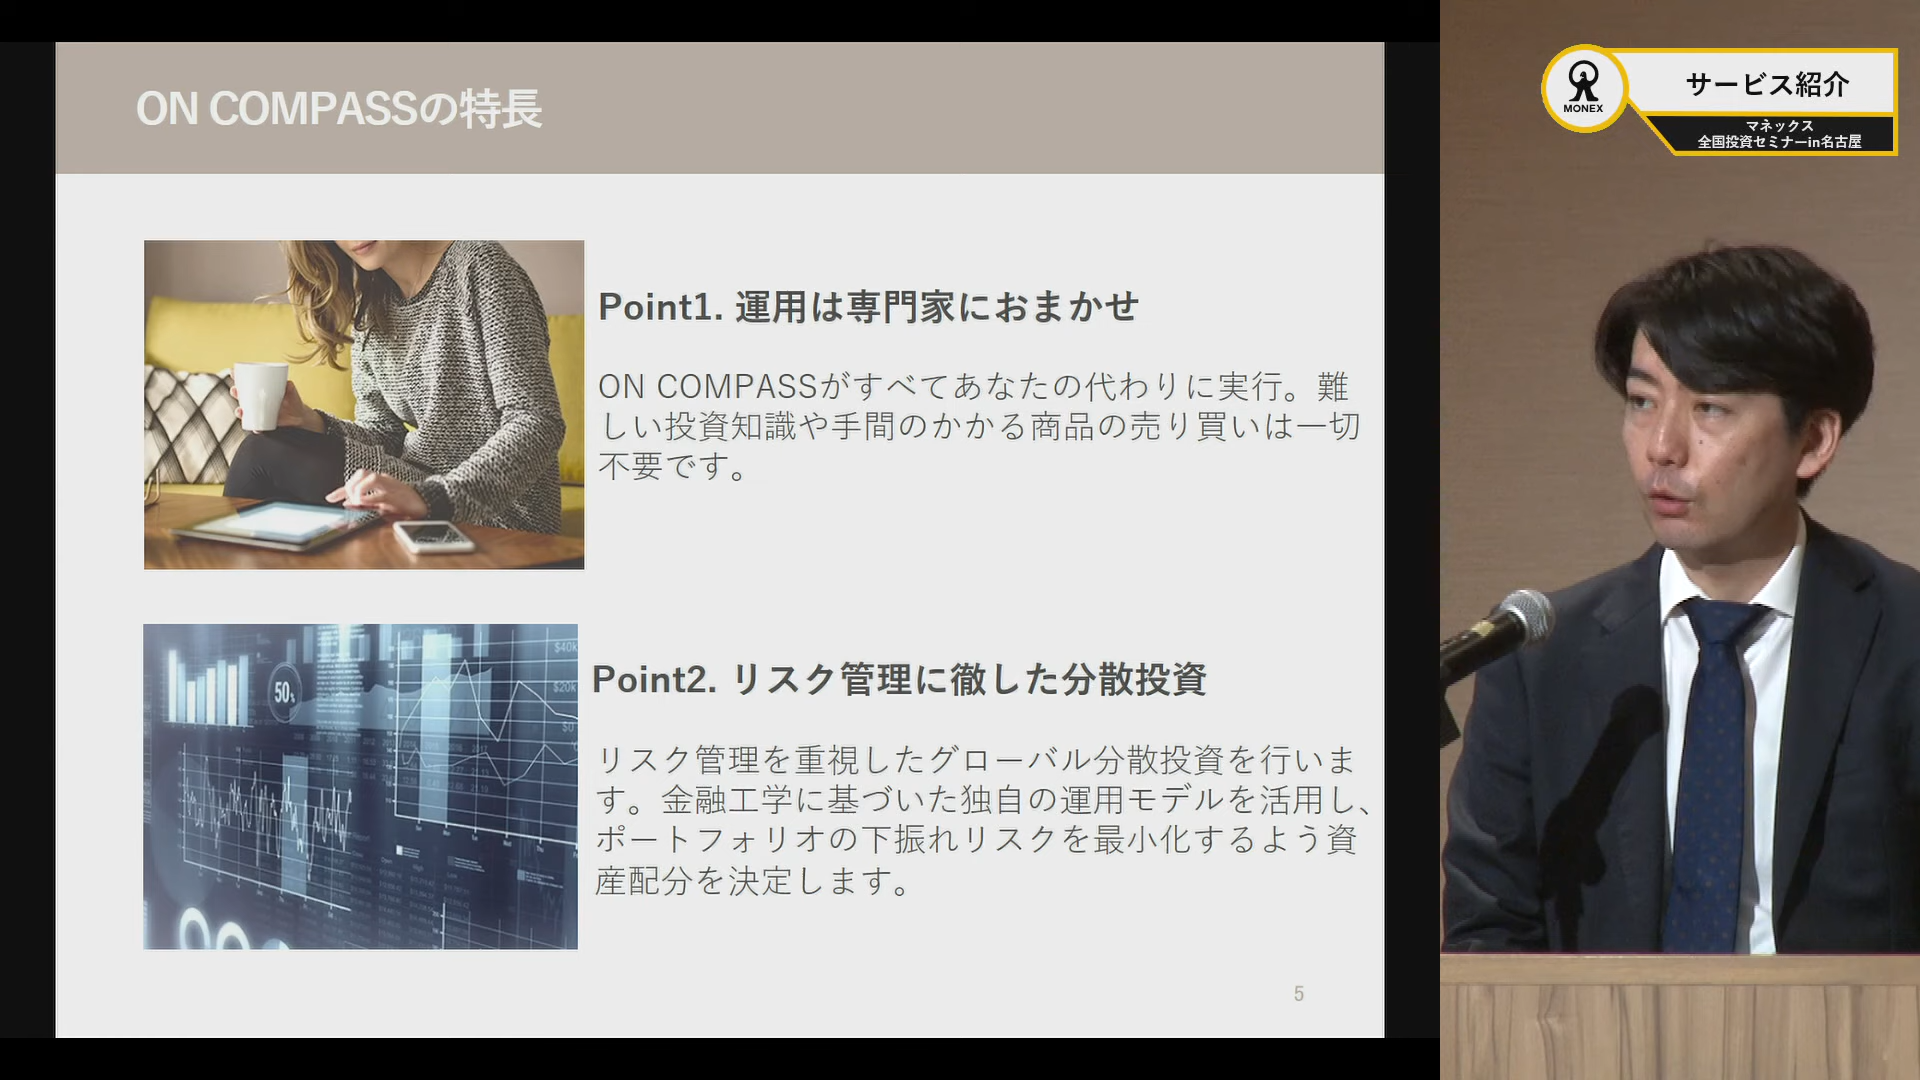 ON COMPASSの特長
Point1. 運用は専門家におまかせ
ON COMPASSがすべてあなたの代わりに実行。難
しい投資知識や手間のかかる商品の売り買いは一切
不要です。
50%
$40k
$20k
$0
Point2. リスク管理に徹した分散投資
リスク管理を重視したグローバル分散投資を行いま
す。金融工学に基づいた独自の運用モデルを活用し、
ポートフォリオの下振れリスクを最小化するよう資
産配分を決定します。
5
MONEX
サービス紹介
マネックス
全国投資セミナーin名古屋